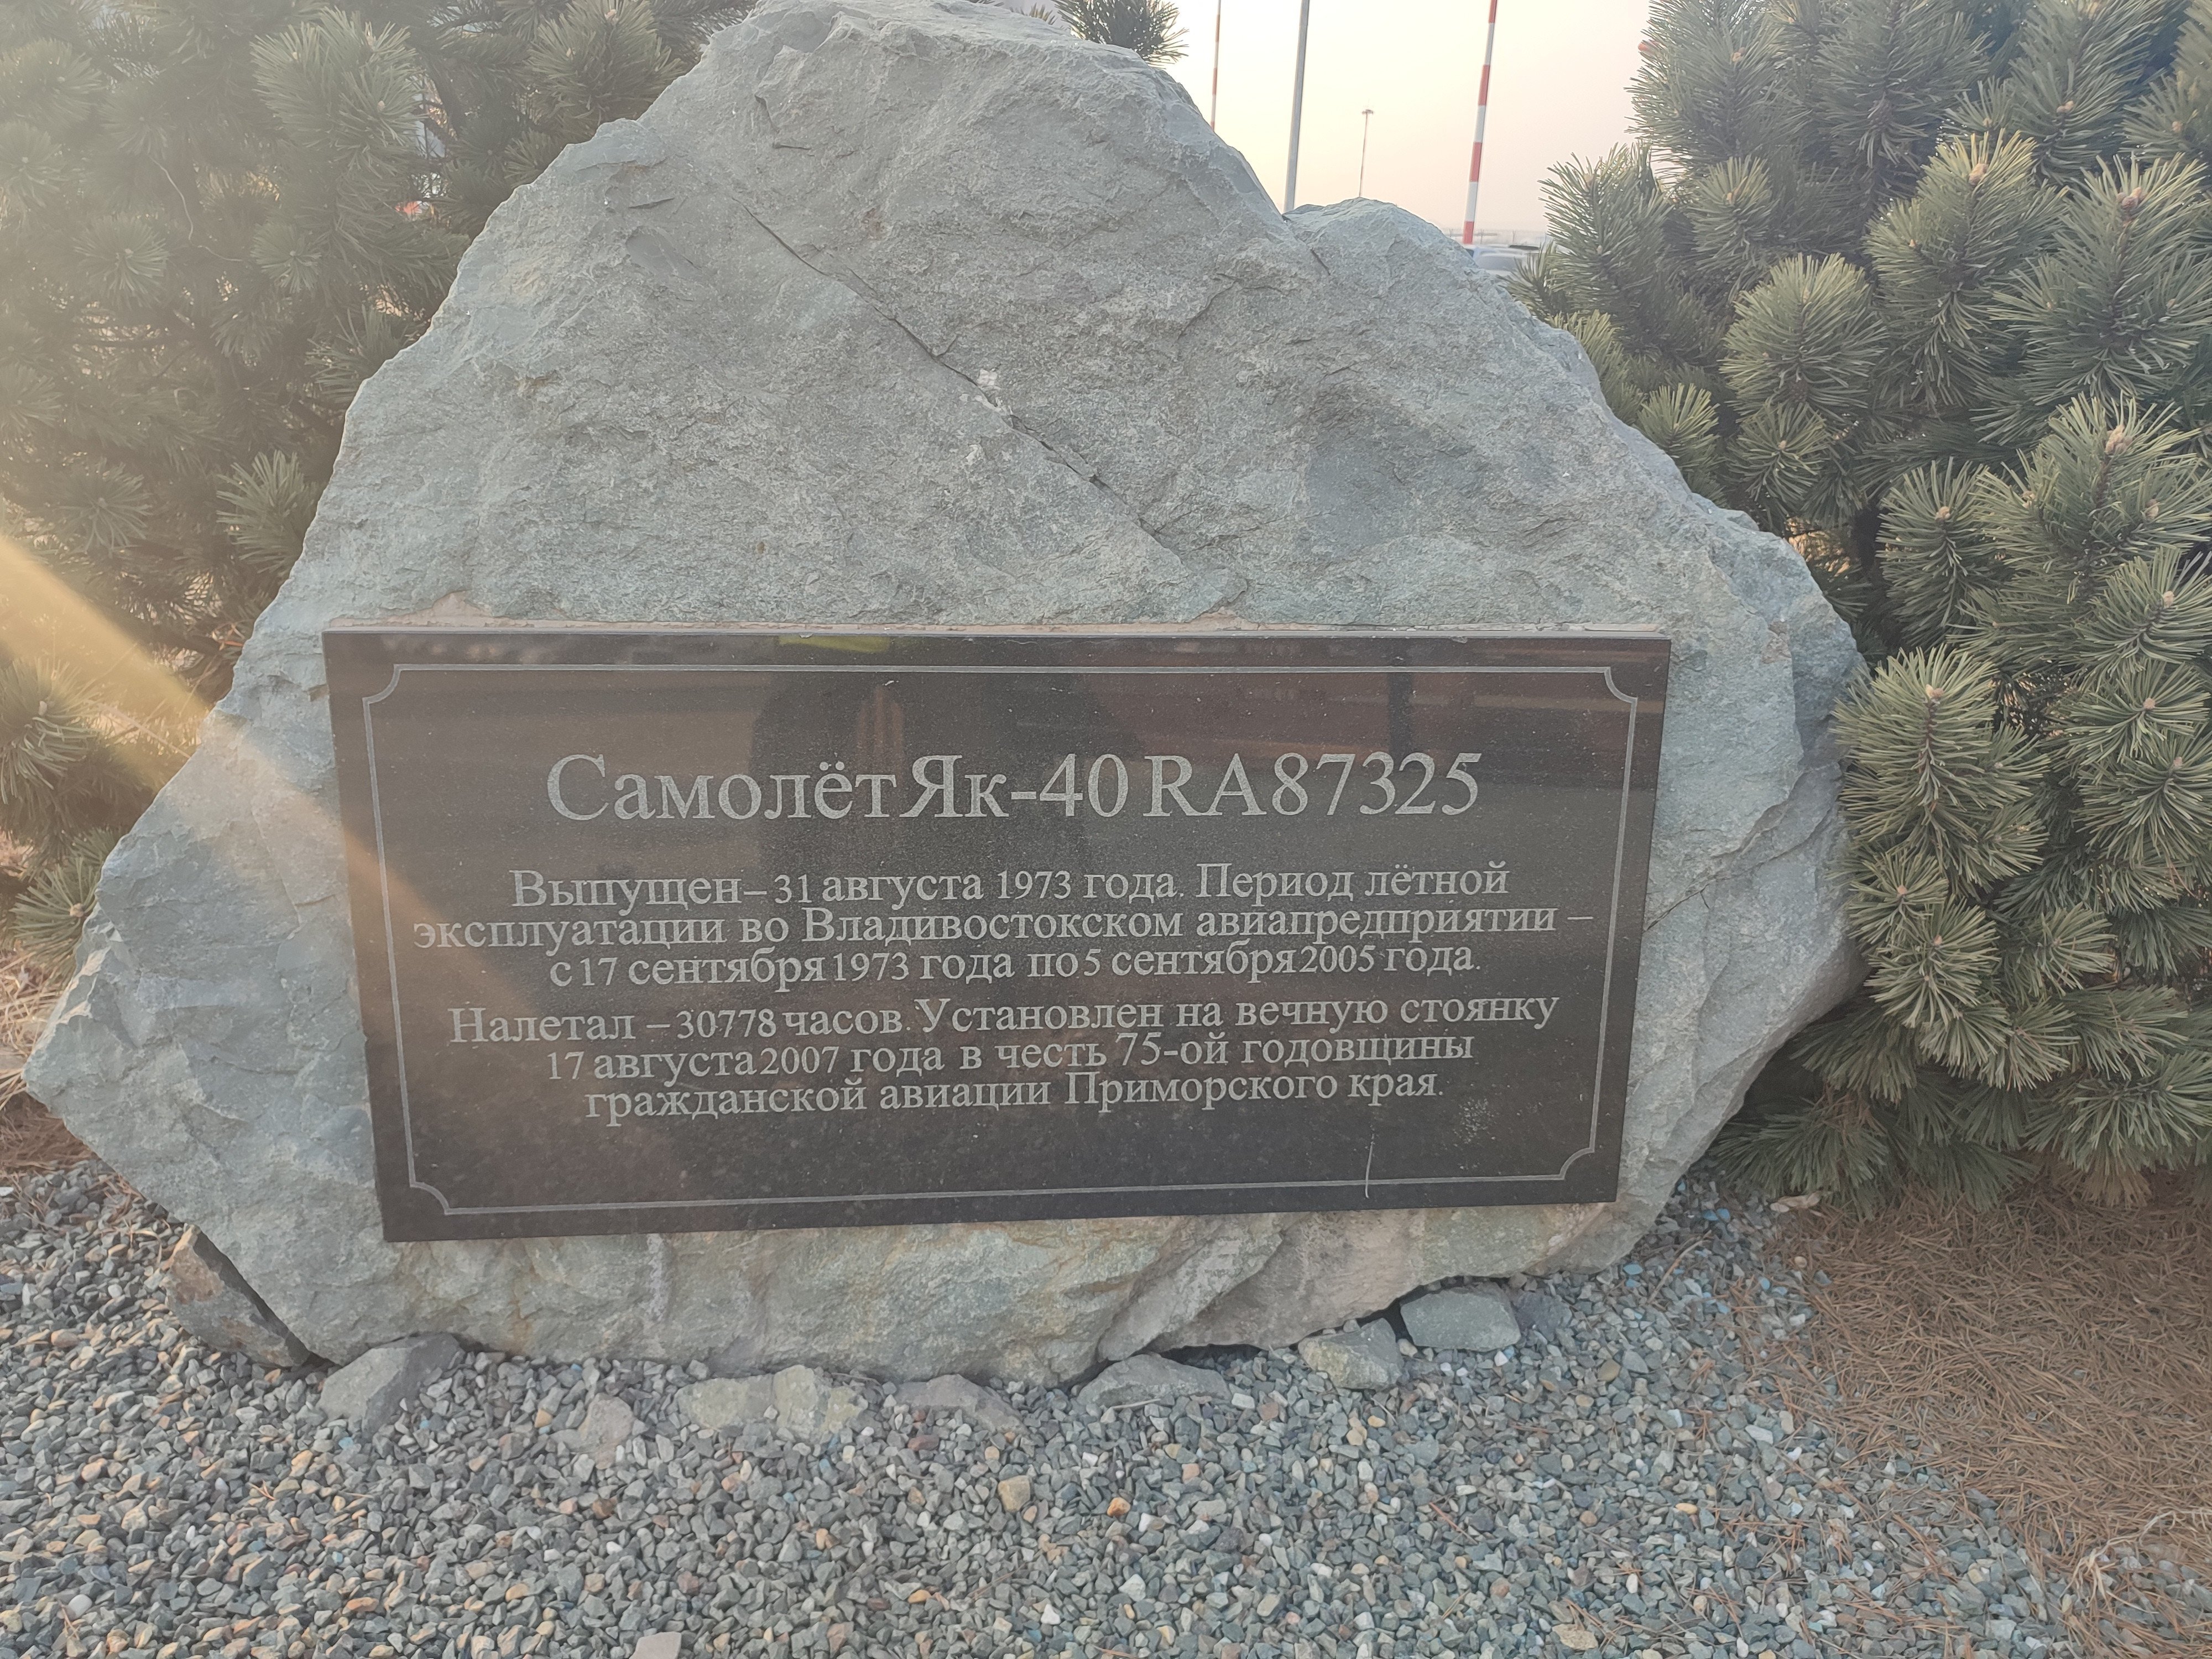 Самолёт Як-40 RA87325
Выпущен – 31 августа 1973 года. Период лётной
эксплуатации во Владивостокском авиапредприятии –
с 17 сентября 1973 года по 5 сентября 2005 года.
Налетал – 30778 часов. Установлен на вечную стоянку
17 августа 2007 года в честь 75-ой годовщины
гражданской авиации Приморского края.